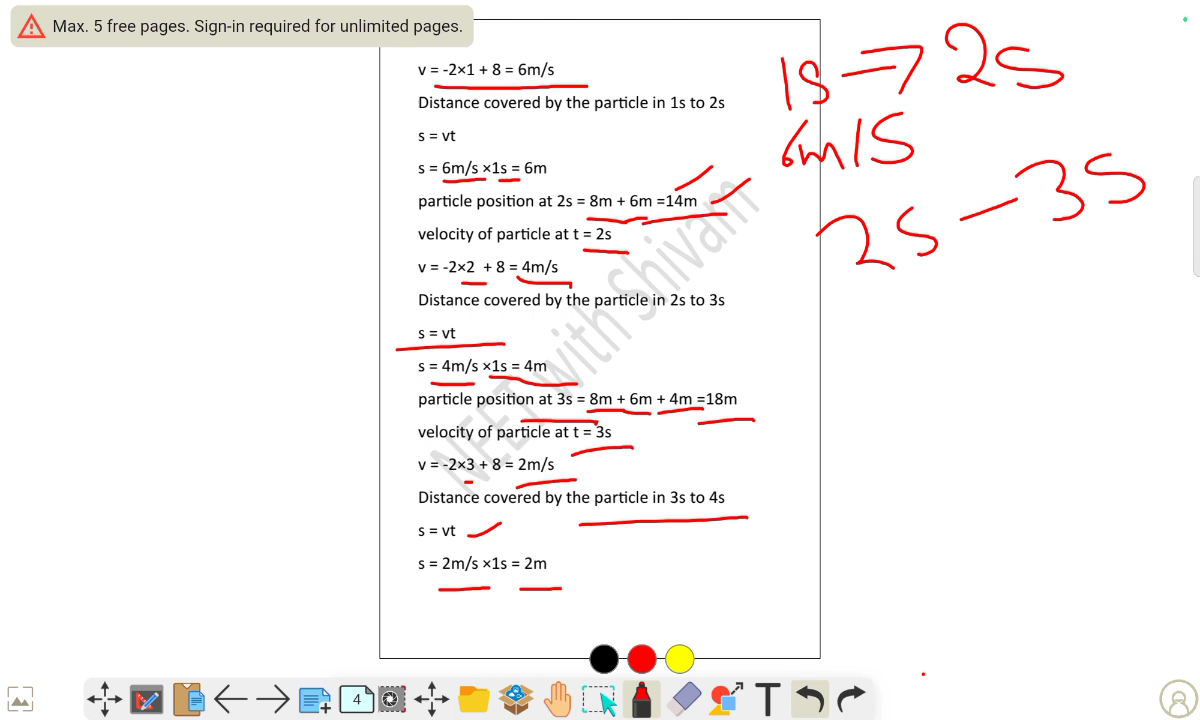 Max. 5 free pages. Sign-in required for unlimited pages.
v = -2×1 + 8 = 6m/s
Distance covered by the particle in 1s to 2s
s = vt
s = 6m/s ×1s = 6m
particle position at 2s = 8m + 6m =14m
velocity of particle at t = 2s
v = -2×2 + 8 = 4m/s
Distance covered by the particle in 2s to 3s
s = vt
s = 4m/s ×1s = 4m
particle position at 3s = 8m + 6m + 4m =18m
velocity of particle at t = 3s
v = -2×3 + 8 = 2m/s
Distance covered by the particle in 3s to 4s
s = vt
s = 2m/s ×1s = 2m
NEET with Shivam
1s → 2s
6m/s
2s — 3s
4
T